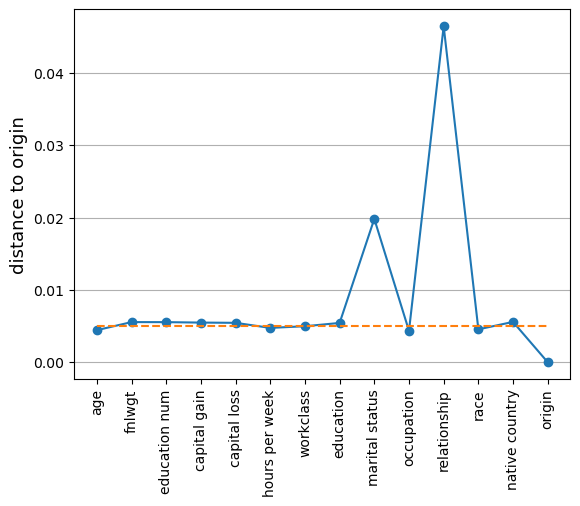 distance to origin
0.04
0.03
0.02
0.01
0.00
age
fnlwgt
education num
capital gain
capital loss
hours per week
workclass
education
marital status
occupation
relationship
race
native country
origin